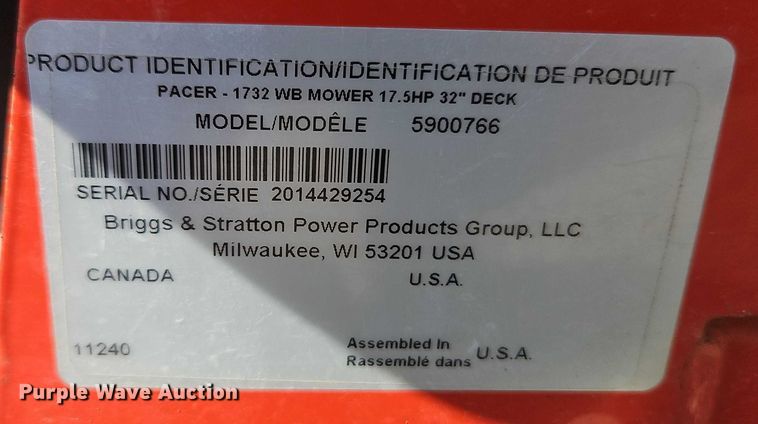 PRODUCT IDENTIFICATION/IDENTIFICATION DE PRODUIT
PACER - 1732 WB MOWER 17.5HP 32" DECK
MODEL/MODÊLE 5900766
SERIAL NO./SÉRIE 2014429254
Briggs & Stratton Power Products Group, LLC
Milwaukee, WI 53201 USA
CANADA U.S.A.
11240
Assembled In
Rassemblé dans U.S.A.
Purple Wave Auction